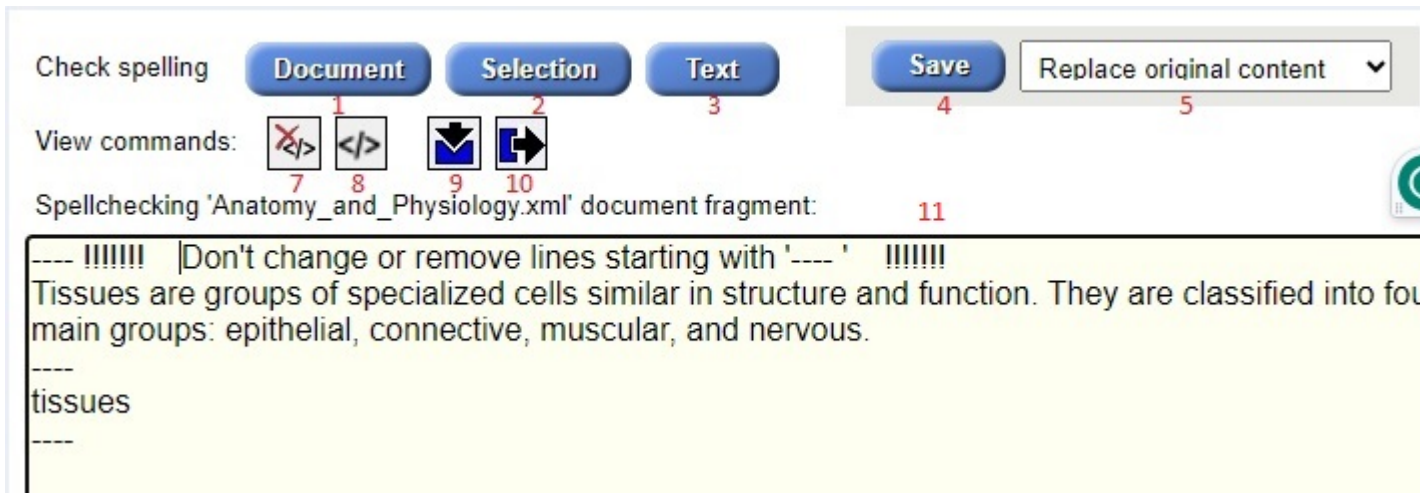 Check spelling Document Selection Text Save Replace original content
1 2 3 4 5
View commands: </> </>
7 8 9 10
Spellchecking 'Anatomy_and_Physiology.xml' document fragment: 11
---- !!!!!!! Don't change or remove lines starting with '---- ' !!!!!!!
Tissues are groups of specialized cells similar in structure and function. They are classified into
main groups: epithelial, connective, muscular, and nervous.
----
tissues
----